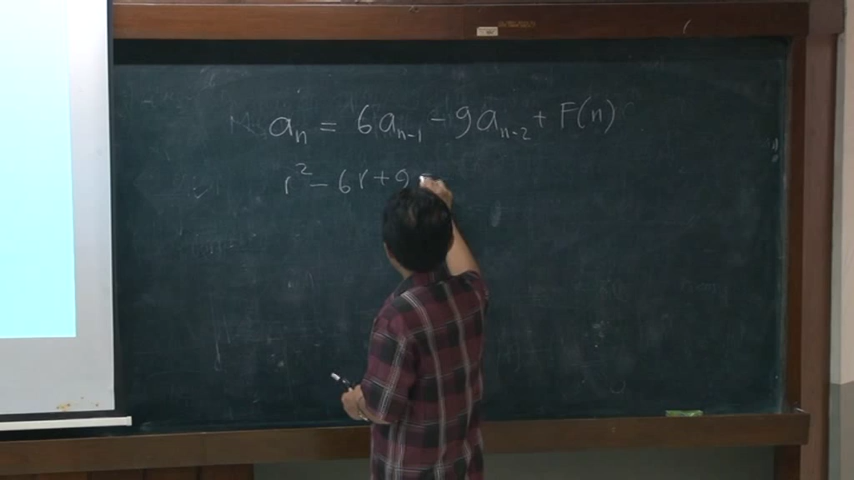 aₙ = 6aₙ₋₁ - 9aₙ₋₂ + F(n)
r² - 6r + 9 =